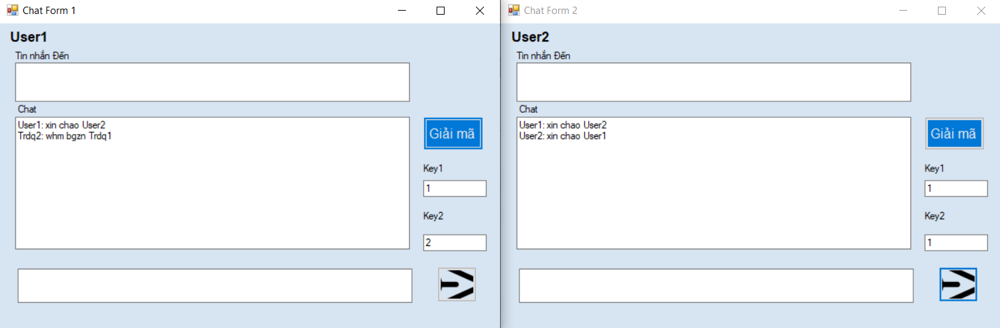 Chat Form 1
User1
Tin nhắn Đến
Chat
User1: xin chao User2
Trdq2: whm bgzn Trdq1
Giải mã
Key1
1
Key2
2
Chat Form 2
User2
Tin nhắn Đến
Chat
User1: xin chao User2
User2: xin chao User1
Giải mã
Key1
1
Key2
1